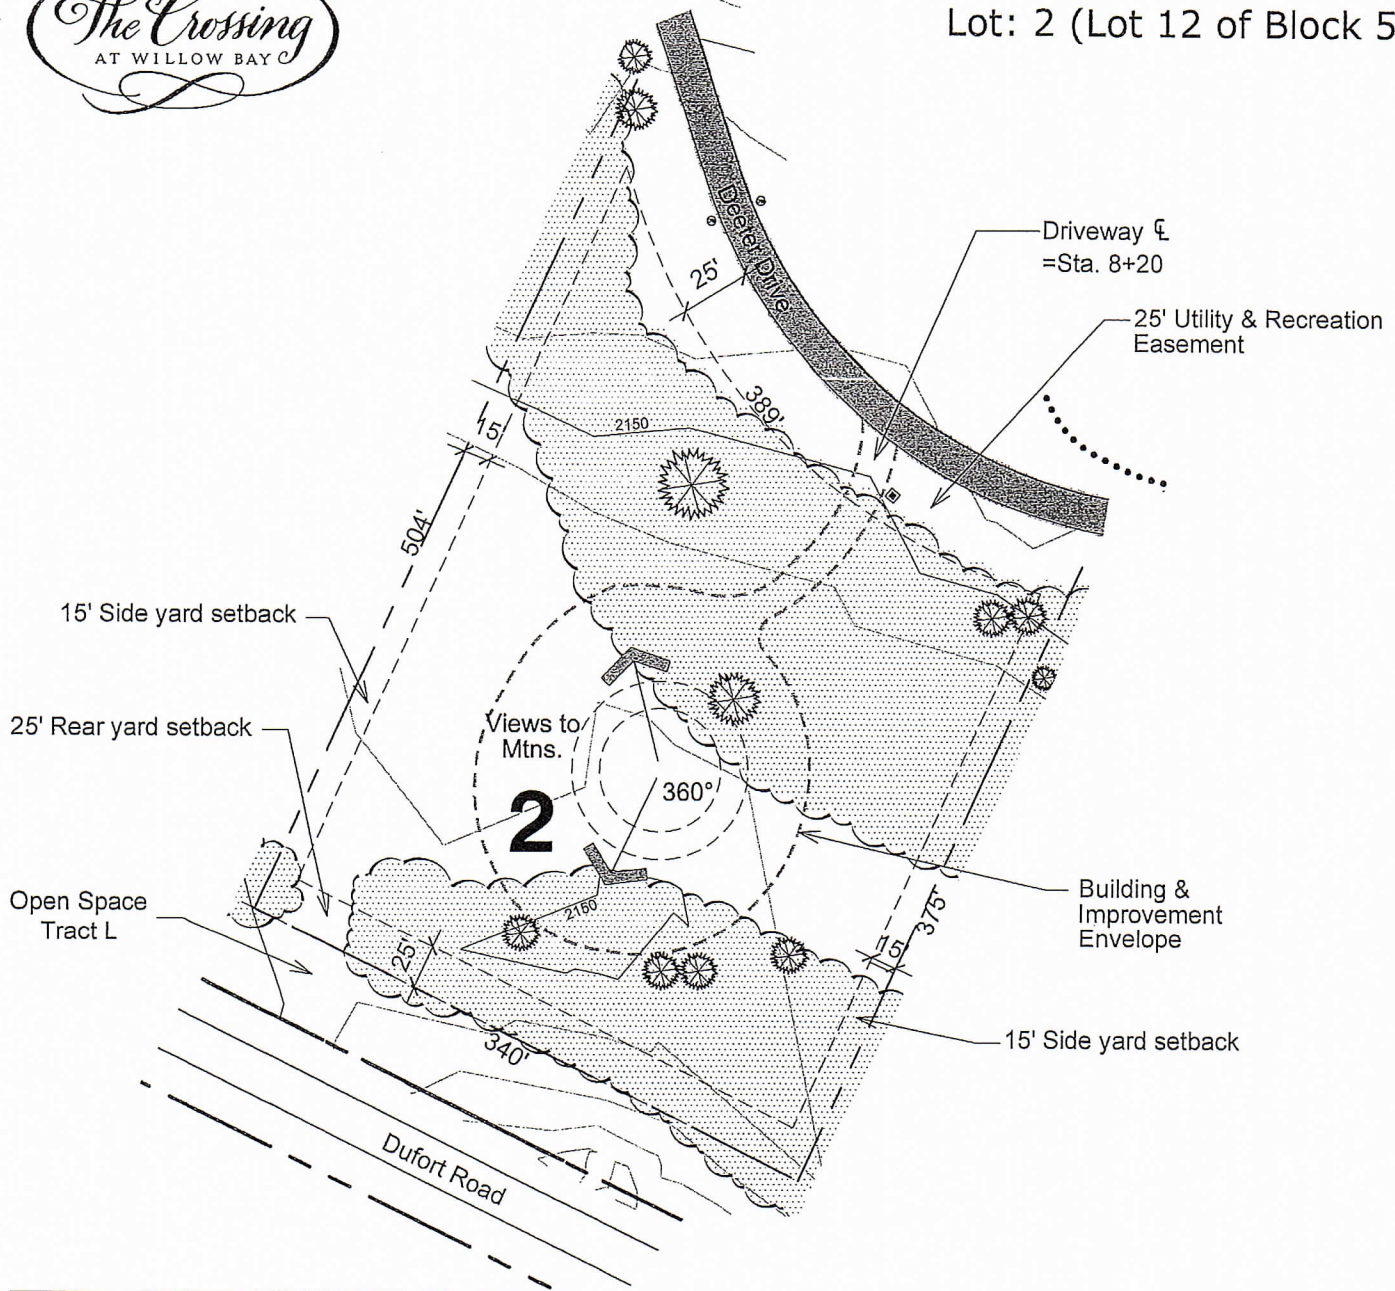 The Crossing
AT WILLOW BAY
Lot: 2 (Lot 12 of Block 5
Deeter Drive
Driveway ℄
=Sta. 8+20
25'
25' Utility & Recreation
Easement
389'
2150
15'
504'
15' Side yard setback
25' Rear yard setback
Views to
Mtns.
360°
2
Building &
Improvement
Envelope
Open Space
Tract L
2150
375'
15'
25'
15' Side yard setback
340'
Dufort Road